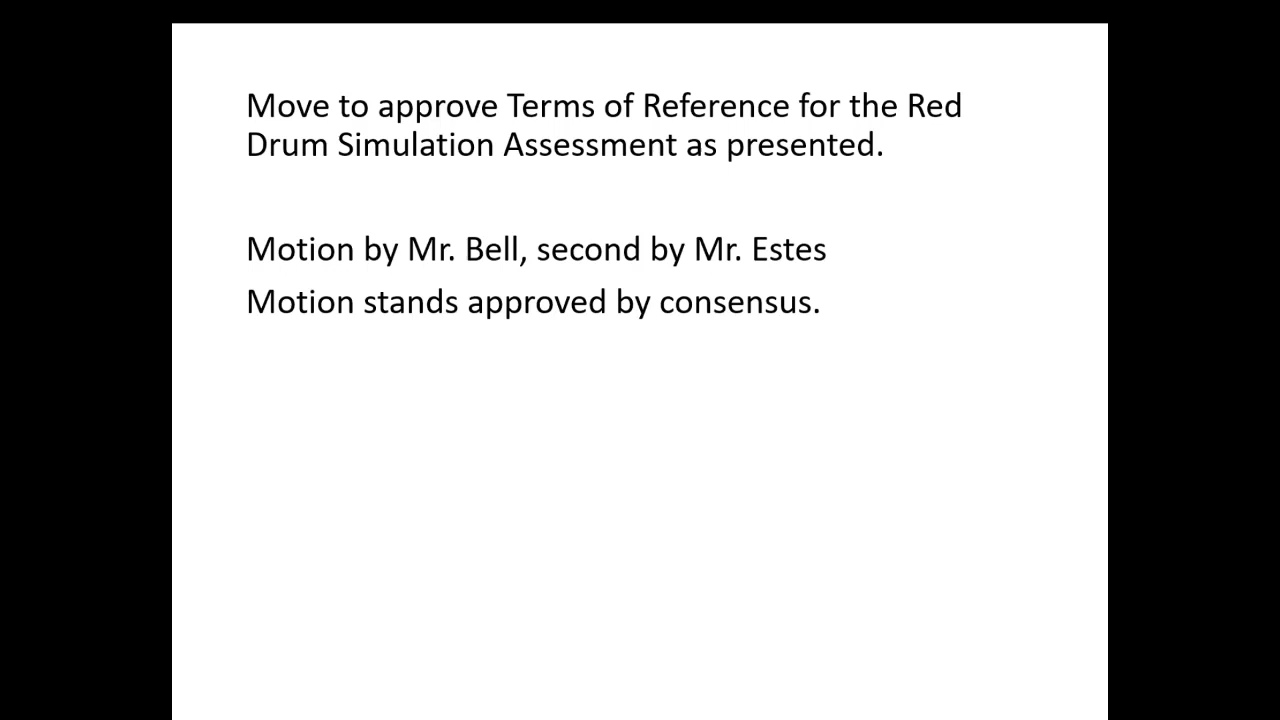 Move to approve Terms of Reference for the Red
Drum Simulation Assessment as presented.
Motion by Mr. Bell, second by Mr. Estes
Motion stands approved by consensus.